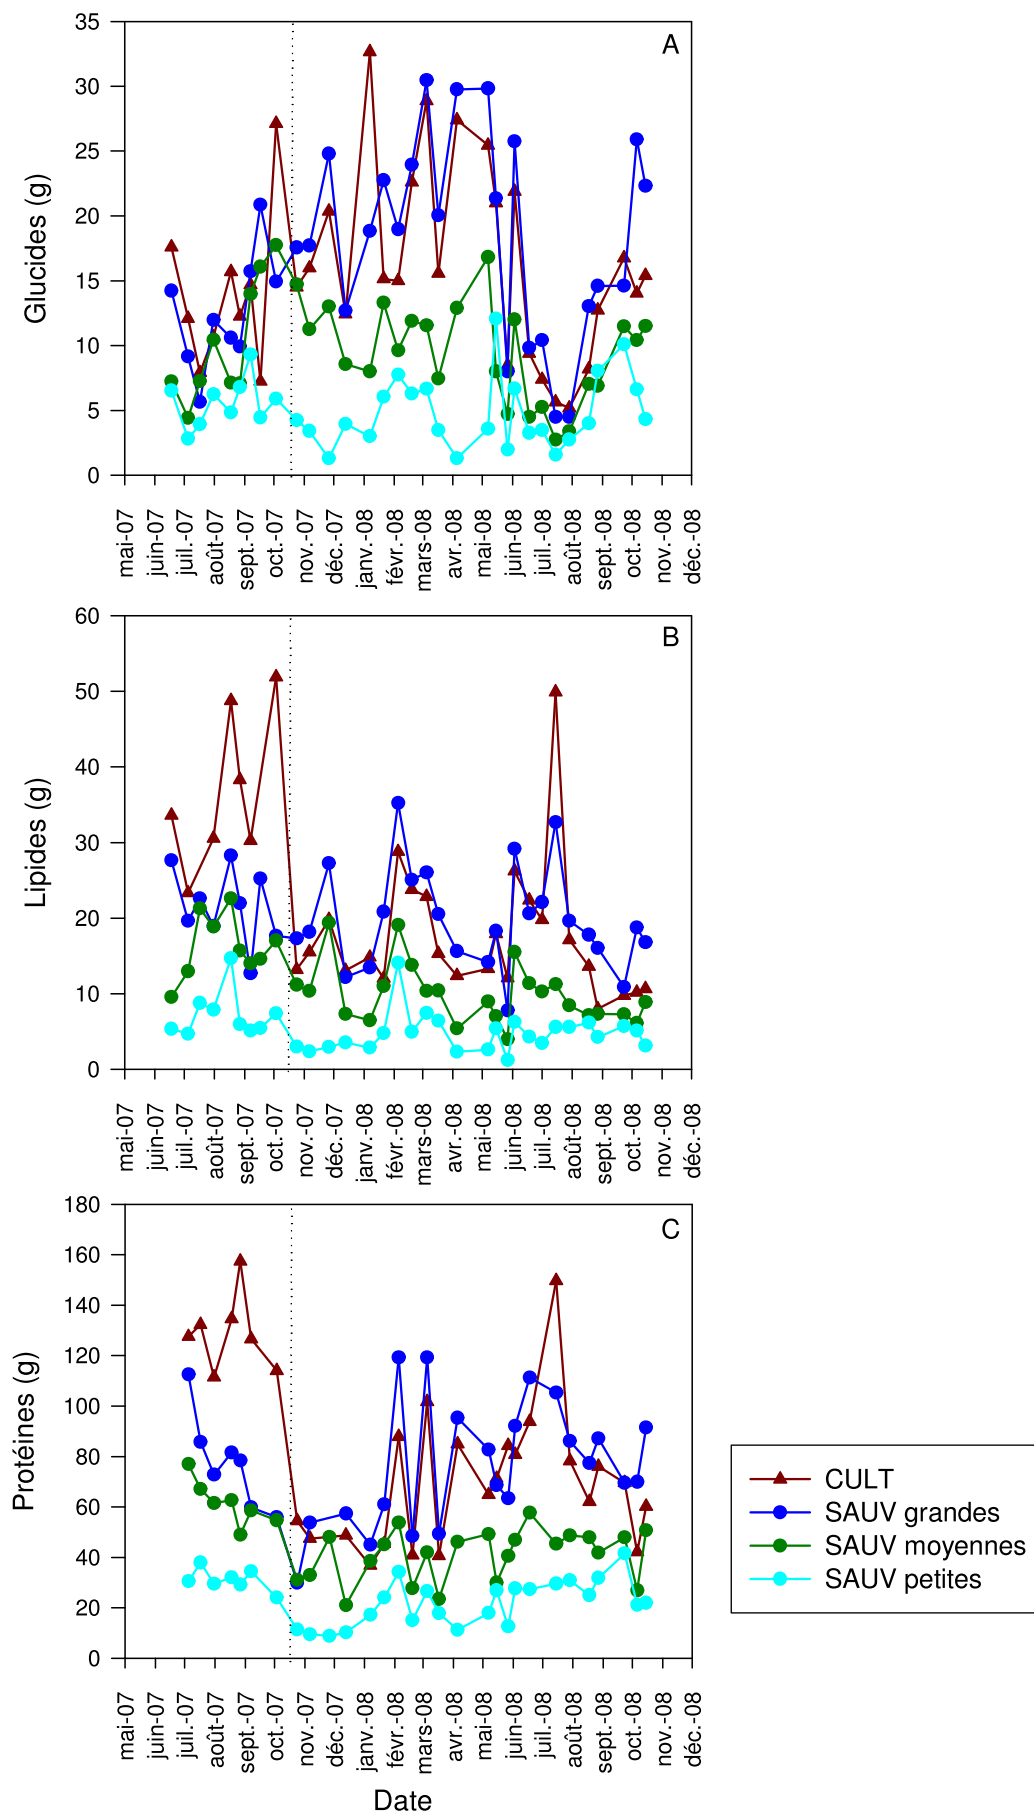 A
Glucides (g)
35
30
25
20
15
10
5
0
mai-07
juin-07
juil.-07
août-07
sept.-07
oct.-07
nov.-07
déc.-07
janv.-08
févr.-08
mars-08
avr.-08
mai-08
juin-08
juil.-08
août-08
sept.-08
oct.-08
nov.-08
déc.-08
B
Lipides (g)
60
50
40
30
20
10
0
mai-07
juin-07
juil.-07
août-07
sept.-07
oct.-07
nov.-07
déc.-07
janv.-08
févr.-08
mars-08
avr.-08
mai-08
juin-08
juil.-08
août-08
sept.-08
oct.-08
nov.-08
déc.-08
C
Protéines (g)
180
160
140
120
100
80
60
40
20
0
mai-07
juin-07
juil.-07
août-07
sept.-07
oct.-07
nov.-07
déc.-07
janv.-08
févr.-08
mars-08
avr.-08
mai-08
juin-08
juil.-08
août-08
sept.-08
oct.-08
nov.-08
déc.-08
Date
CULT
SAUV grandes
SAUV moyennes
SAUV petites